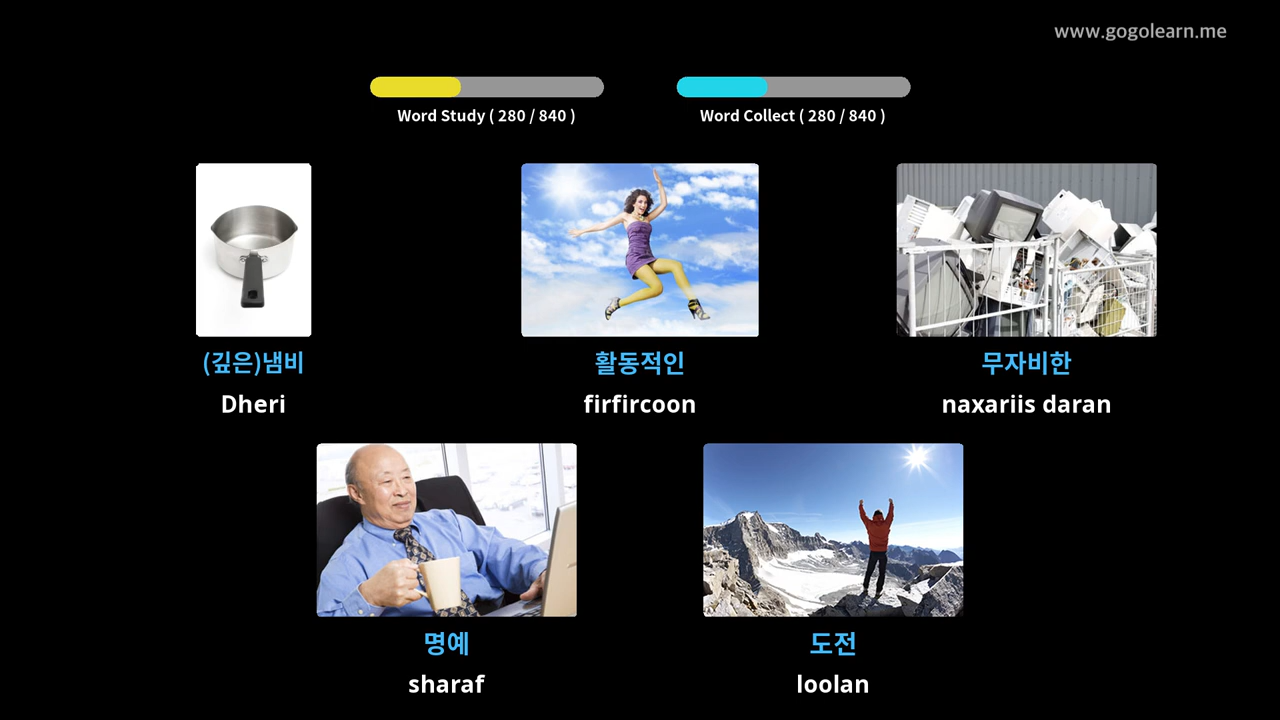 www.gogolearn.me
Word Study ( 280 / 840 )
Word Collect ( 280 / 840 )
(깊은)냄비
활동적인
무자비한
Dheri
firfircoon
naxariis daran
명예
도전
sharaf
loolan